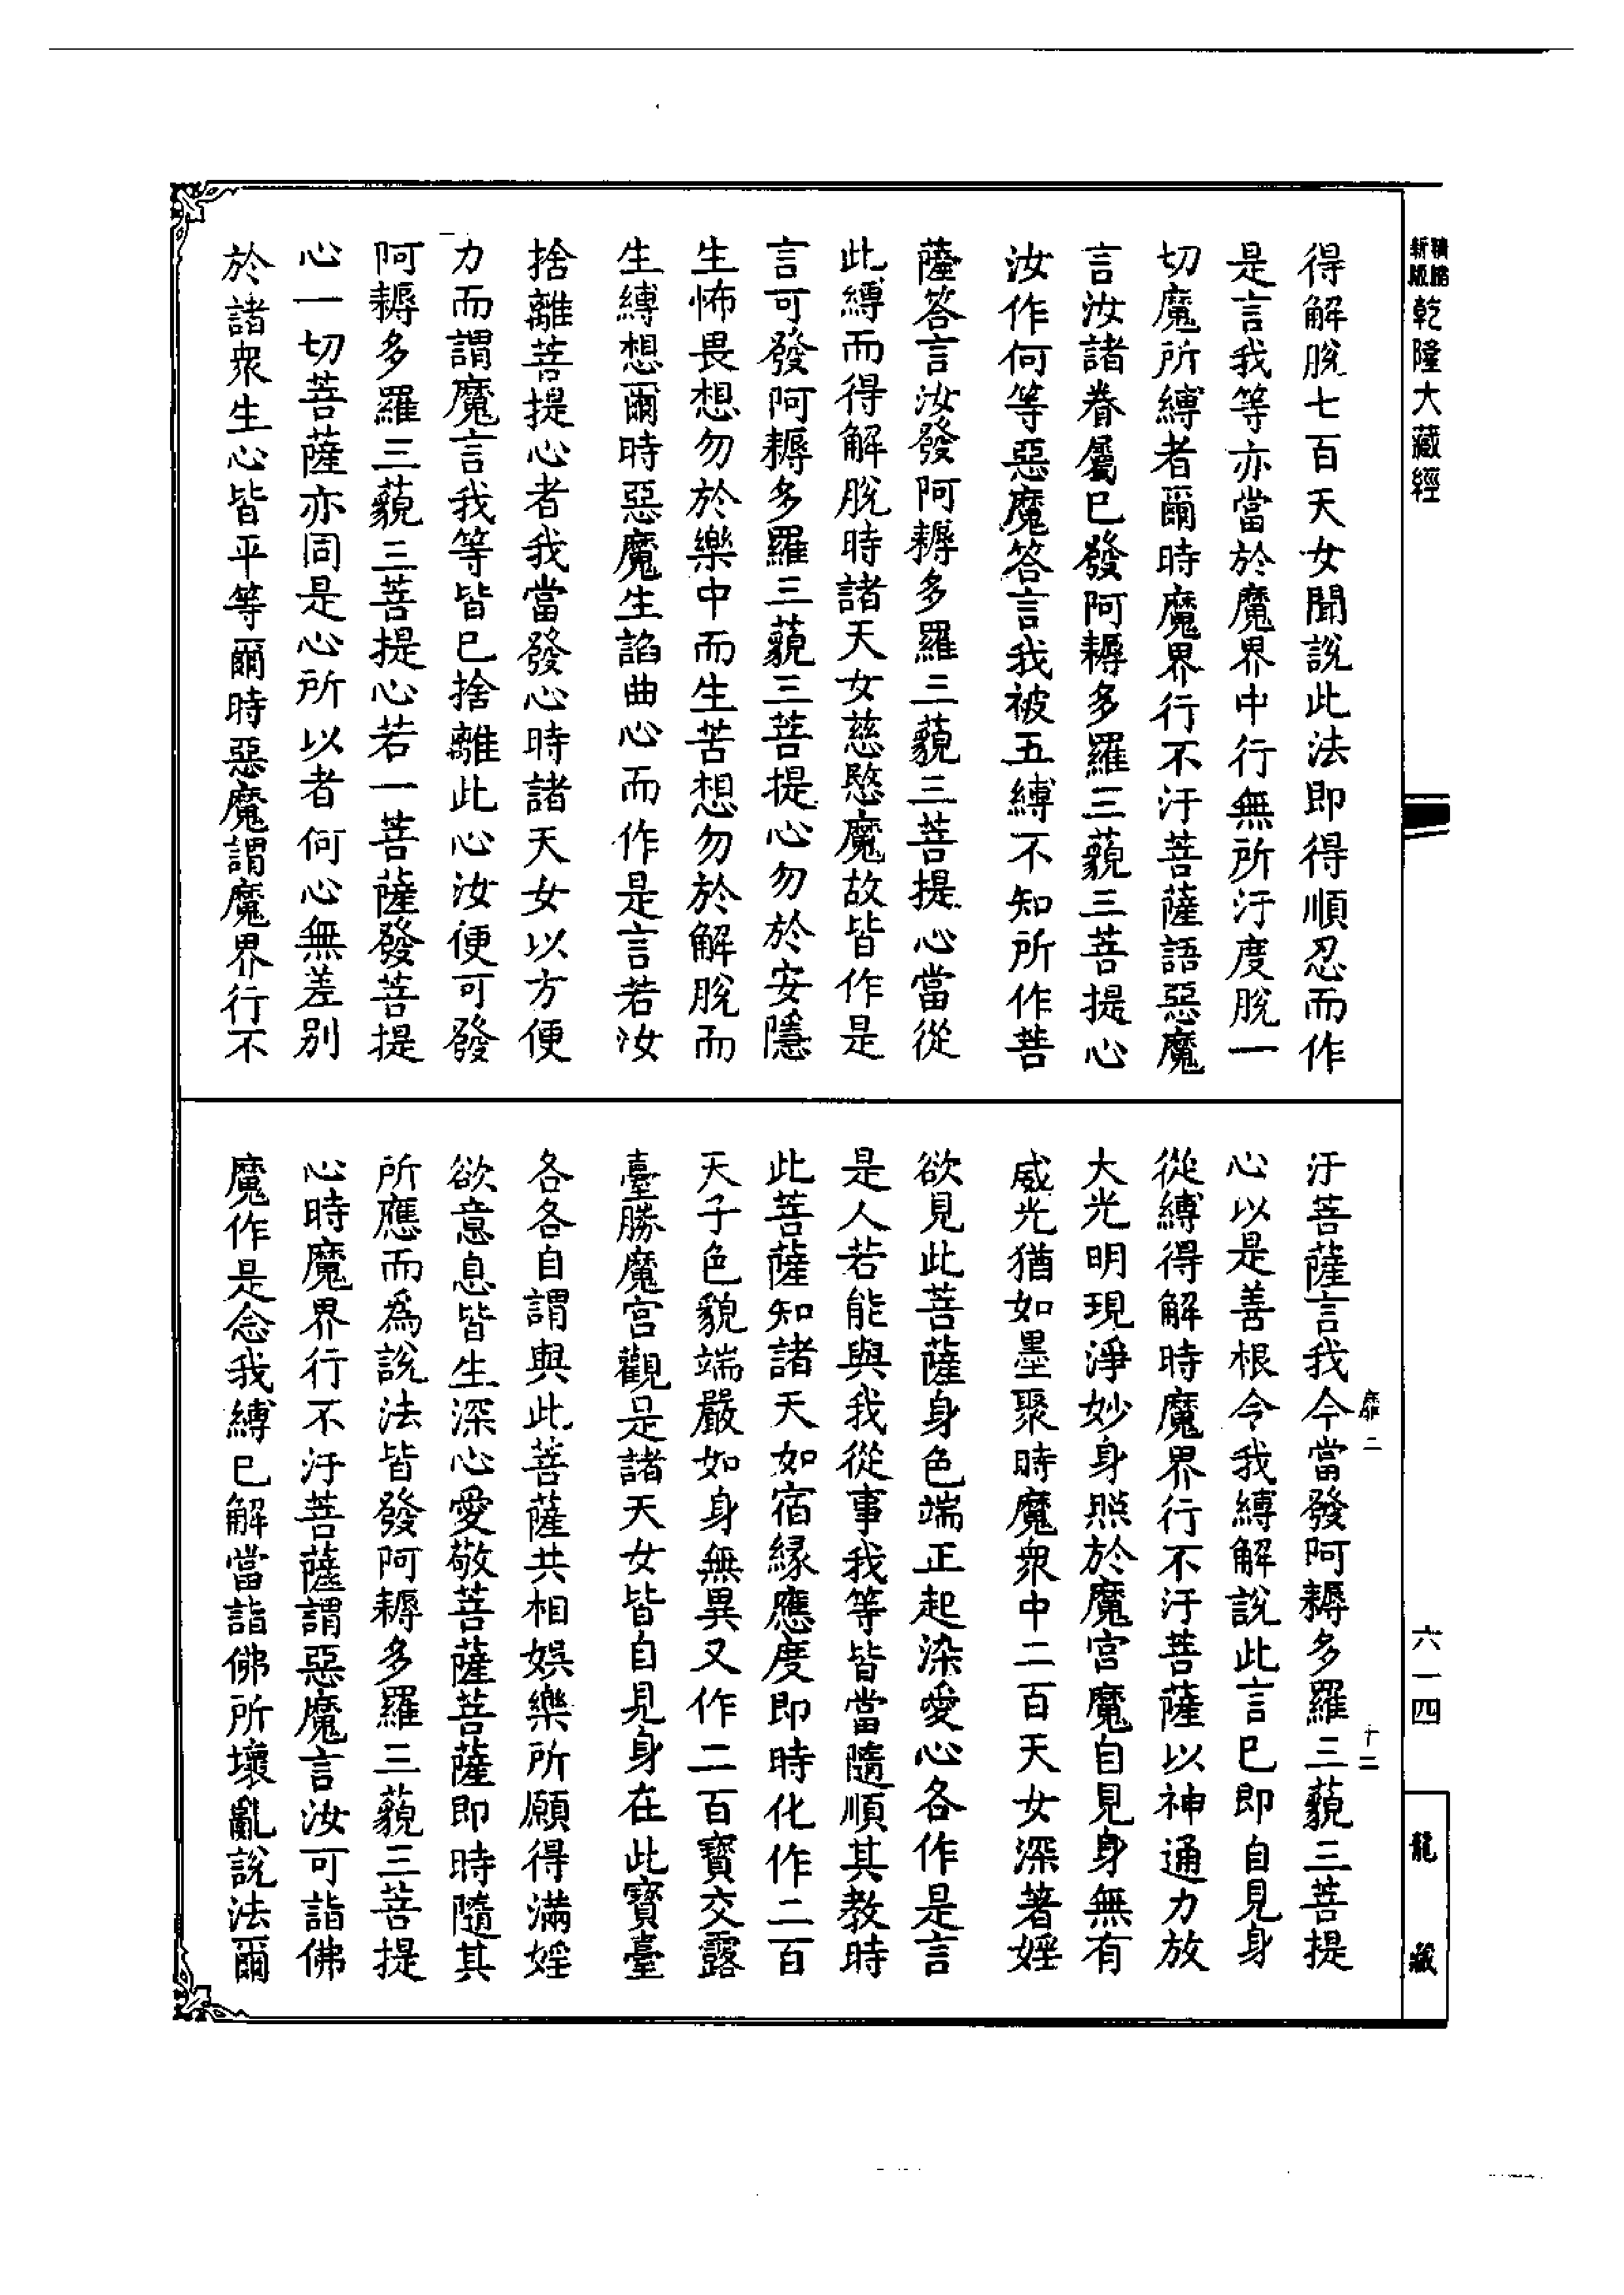 乾隆大藏經
得解脫七百天女聞說此法即得順忍而作
是言我等亦當於魔界中行無所汙度脫一
切魔所縛者爾時魔界行不汙菩薩語惡魔
言汝諸眷屬已發阿耨多羅三藐三菩提心
汝作何等惡魔答言我被五縛不知所作菩
薩答言汝發阿耨多羅三藐三菩提心當從
此縛而得解脫時諸天女慈愍魔故皆作是
言可發阿耨多羅三藐三菩提心勿於安隱
生怖畏想勿於樂中而生苦想勿於解脫而
生縛想爾時惡魔生諂曲心而作是言若汝
捨離菩提心者我當發心時諸天女以方便
力而謂魔言我等皆已捨離此心汝便可發
阿耨多羅三藐三菩提心若一菩薩發菩提
心一切菩薩亦同是心所以者何心無差別
於諸衆生心皆平等爾時惡魔謂魔界行不
汙菩薩言我今當發阿耨多羅三藐三菩提
心以是善根令我縛解說此言已即自見身
從縛得解時魔界行不汙菩薩以神通力放
大光明現淨妙身照於魔宮魔自見身無有
威光猶如墨聚時魔衆中二百天女深著婬
欲見此菩薩身色端正起染愛心各作是言
是人若能與我從事我等皆當隨順其教時
此菩薩知諸天如宿緣應度即時化作二百
天子色貌端嚴如身無異又作二百寶交露
臺勝魔宮觀是諸天女皆自見身在此寶臺
各各自謂與此菩薩共相娛樂所願得滿婬
欲意息皆生深心愛敬菩薩菩薩即時隨其
所應而為說法皆發阿耨多羅三藐三菩提
心時魔界行不汙菩薩謂惡魔言汝可詣佛
魔作是念我縛已解當詣佛所壞亂說法爾
二
十二
六一四
龍藏